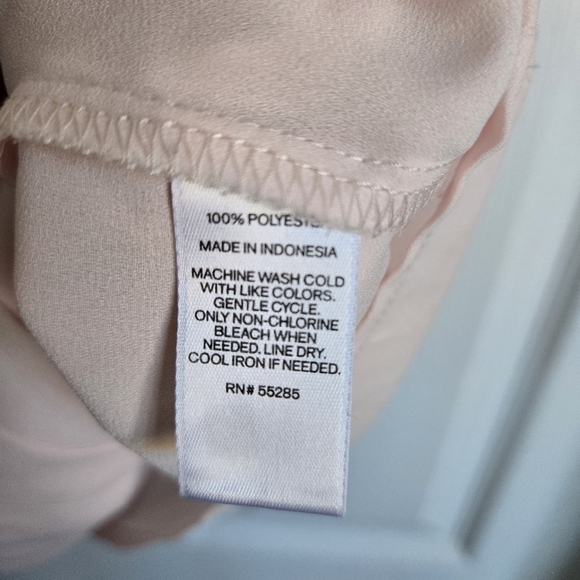 100% POLYESTER
MADE IN INDONESIA
MACHINE WASH COLD
WITH LIKE COLORS.
GENTLE CYCLE.
ONLY NON-CHLORINE
BLEACH WHEN
NEEDED. LINE DRY.
COOL IRON IF NEEDED.
RN# 55285